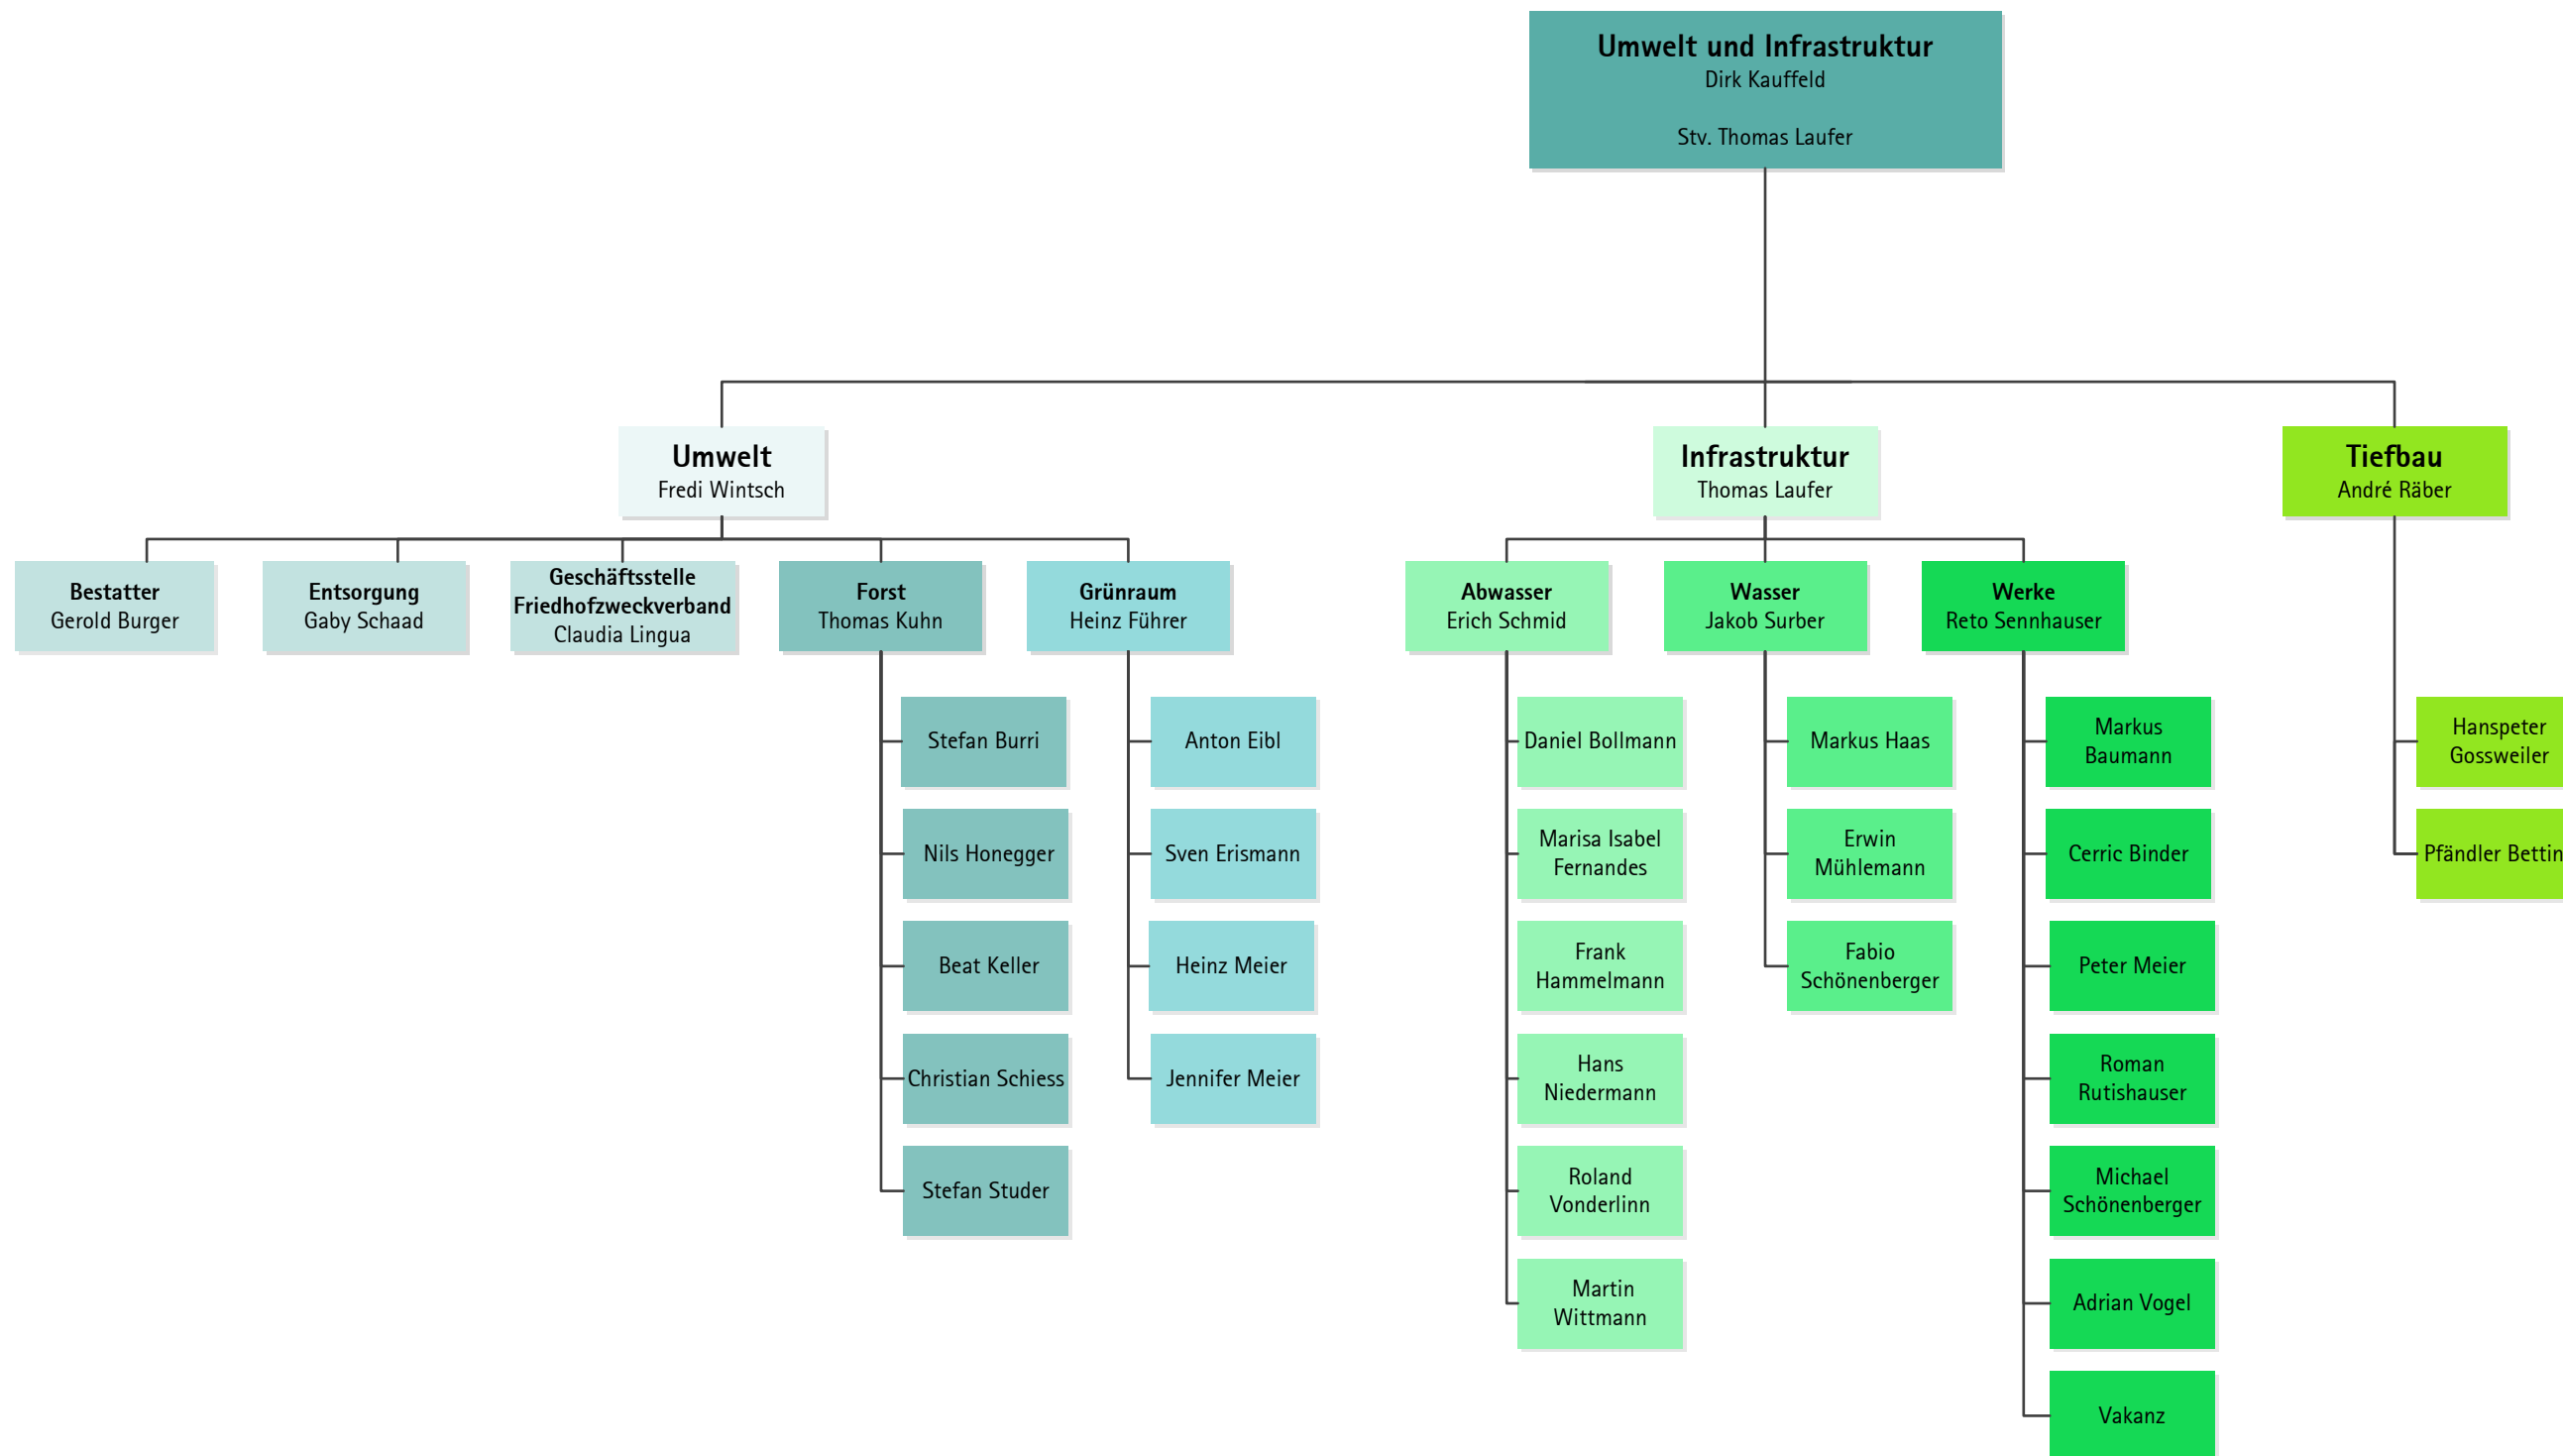 Umwelt und Infrastruktur
Dirk Kauffeld
Stv. Thomas Laufer
Umwelt
Fredi Wintsch
Infrastruktur
Thomas Laufer
Tiefbau
André Räber
Bestatter
Gerold Burger
Entsorgung
Gaby Schaad
Geschäftsstelle
Friedhofzweckverband
Claudia Lingua
Forst
Thomas Kuhn
Grünraum
Heinz Führer
Abwasser
Erich Schmid
Wasser
Jakob Surber
Werke
Reto Sennhauser
Stefan Burri
Nils Honegger
Beat Keller
Christian Schiess
Stefan Studer
Anton Eibl
Sven Erismann
Heinz Meier
Jennifer Meier
Daniel Bollmann
Marisa Isabel
Fernandes
Frank
Hammelmann
Hans
Niedermann
Roland
Vonderlinn
Martin
Wittmann
Markus Haas
Erwin
Mühlemann
Fabio
Schönenberger
Markus
Baumann
Cerric Binder
Peter Meier
Roman
Rutishauser
Michael
Schönenberger
Adrian Vogel
Vakanz
Hanspeter
Gossweiler
Pfändler Bettin